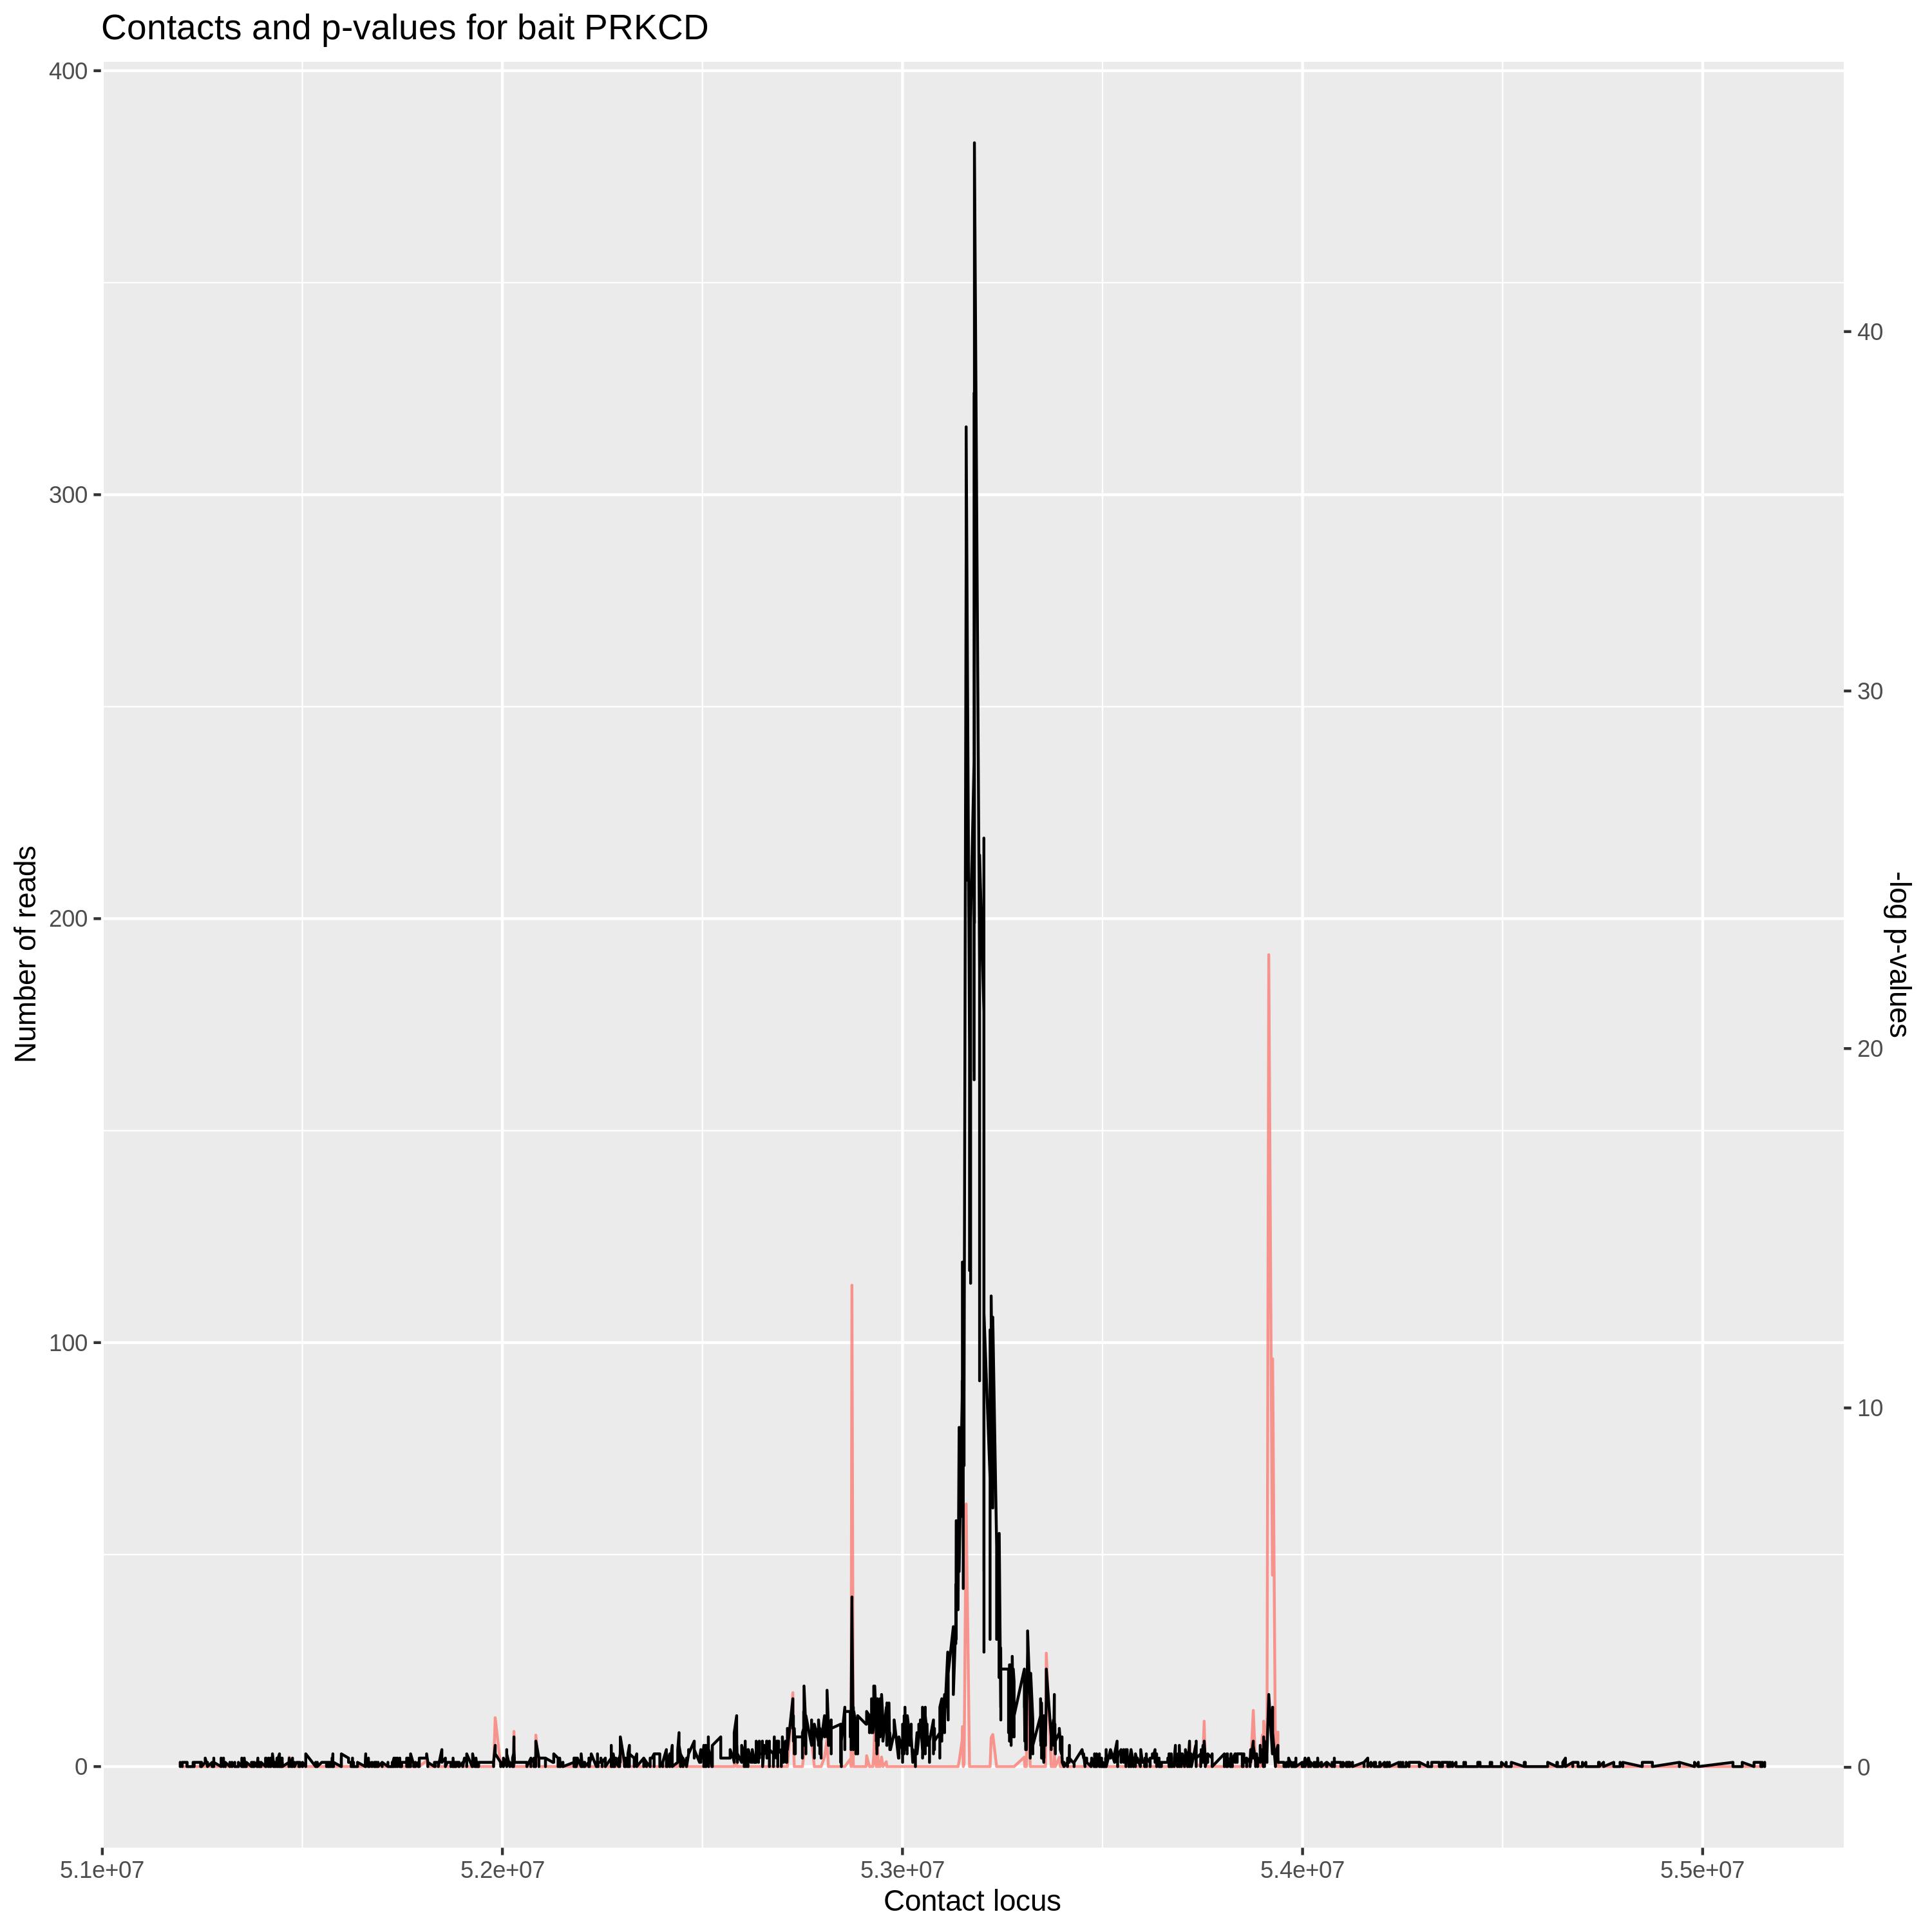 Contacts and p-values for bait PRKCD
400
300
200
100
0
Number of reads
40
30
20
10
0
-log p-values
5.1e+07
5.2e+07
5.3e+07
5.4e+07
5.5e+07
Contact locus